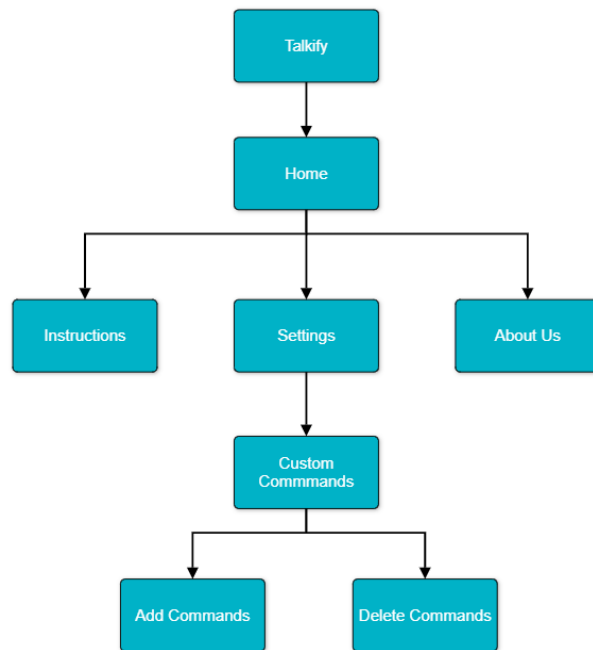 Talkify
Home
Instructions
Settings
About Us
Custom
Commmands
Add Commands
Delete Commands